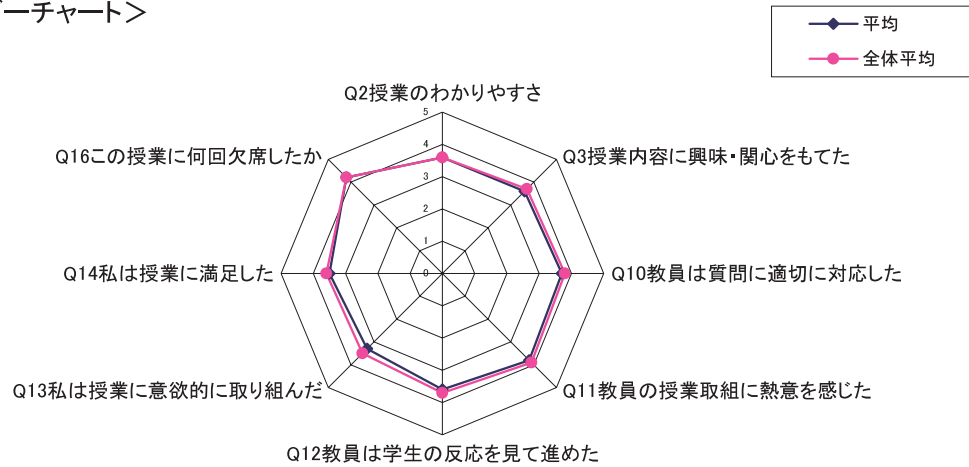 ーチャート＞
平均
全体平均
Q2授業のわかりやすさ
Q3授業内容に興味・関心をもてた
Q10教員は質問に適切に対応した
Q11教員の授業取組に熱意を感じた
Q12教員は学生の反応を見て進めた
Q13私は授業に意欲的に取り組んだ
Q14私は授業に満足した
Q16この授業に何回欠席したか
5
4
3
2
1
0